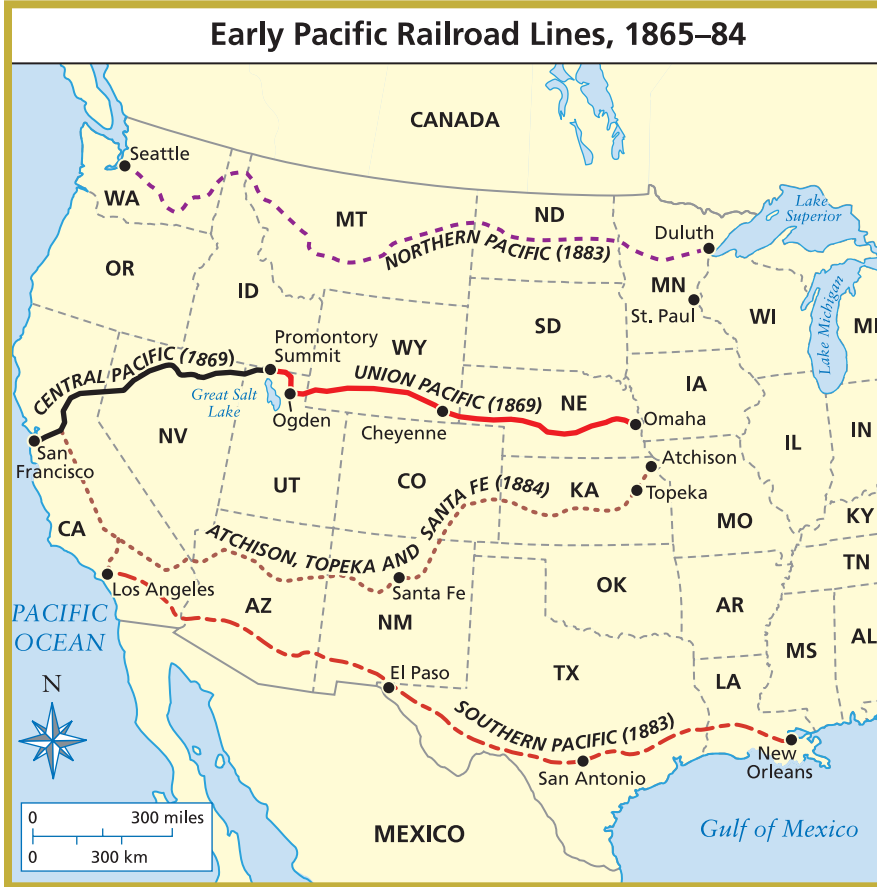 Early Pacific Railroad Lines, 1865–84
CANADA
Seattle
WA
MT
ND
Lake
Superior
Duluth
NORTHERN PACIFIC (1883)
OR
ID
MN
St. Paul
WI
Lake Michigan
MI
SD
Promontory
Summit
WY
CENTRAL PACIFIC (1869)
UNION PACIFIC (1869)
Great Salt
Lake
Ogden
Cheyenne
NE
IA
Omaha
San
Francisco
NV
UT
CO
KA
Atchison
Topeka
IL
IN
MO
KY
CA
ATCHISON, TOPEKA AND SANTA FE (1884)
TN
Los Angeles
AZ
Santa Fe
NM
OK
AR
PACIFIC
OCEAN
MS
AL
El Paso
TX
LA
N
SOUTHERN PACIFIC (1883)
San Antonio
New
Orleans
0 300 miles
0 300 km
MEXICO
Gulf of Mexico